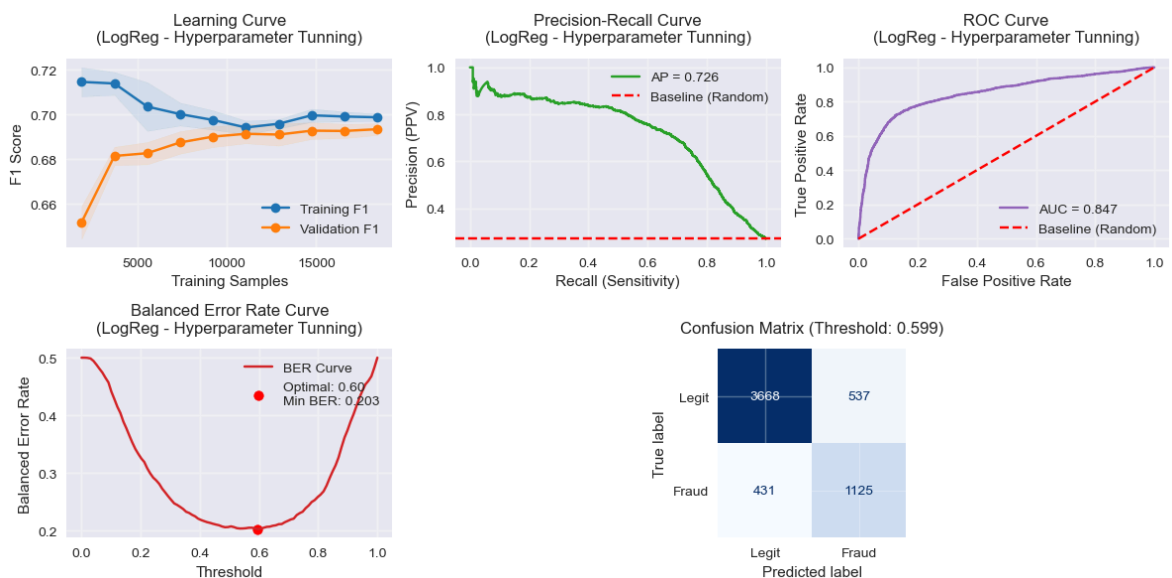 Learning Curve
(LogReg - Hyperparameter Tunning)
0.72
0.70
0.68
0.66
F1 Score
Training F1
Validation F1
5000 10000 15000
Training Samples
Precision-Recall Curve
(LogReg - Hyperparameter Tunning)
1.0
0.8
0.6
0.4
Precision (PPV)
AP = 0.726
Baseline (Random)
0.0 0.2 0.4 0.6 0.8 1.0
Recall (Sensitivity)
ROC Curve
(LogReg - Hyperparameter Tunning)
1.0
0.8
0.6
0.4
0.2
0.0
True Positive Rate
AUC = 0.847
Baseline (Random)
0.0 0.2 0.4 0.6 0.8 1.0
False Positive Rate
Balanced Error Rate Curve
(LogReg - Hyperparameter Tunning)
0.5
0.4
0.3
0.2
Balanced Error Rate
BER Curve
Optimal: 0.60
Min BER: 0.203
0.0 0.2 0.4 0.6 0.8 1.0
Threshold
Confusion Matrix (Threshold: 0.599)
True label
Legit 3668 537
Fraud 431 1125
Legit Fraud
Predicted label